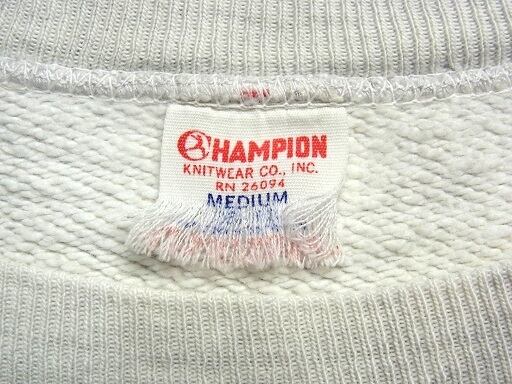 CHAMPION
KNITWEAR CO., INC.
RN 26094
MEDIUM